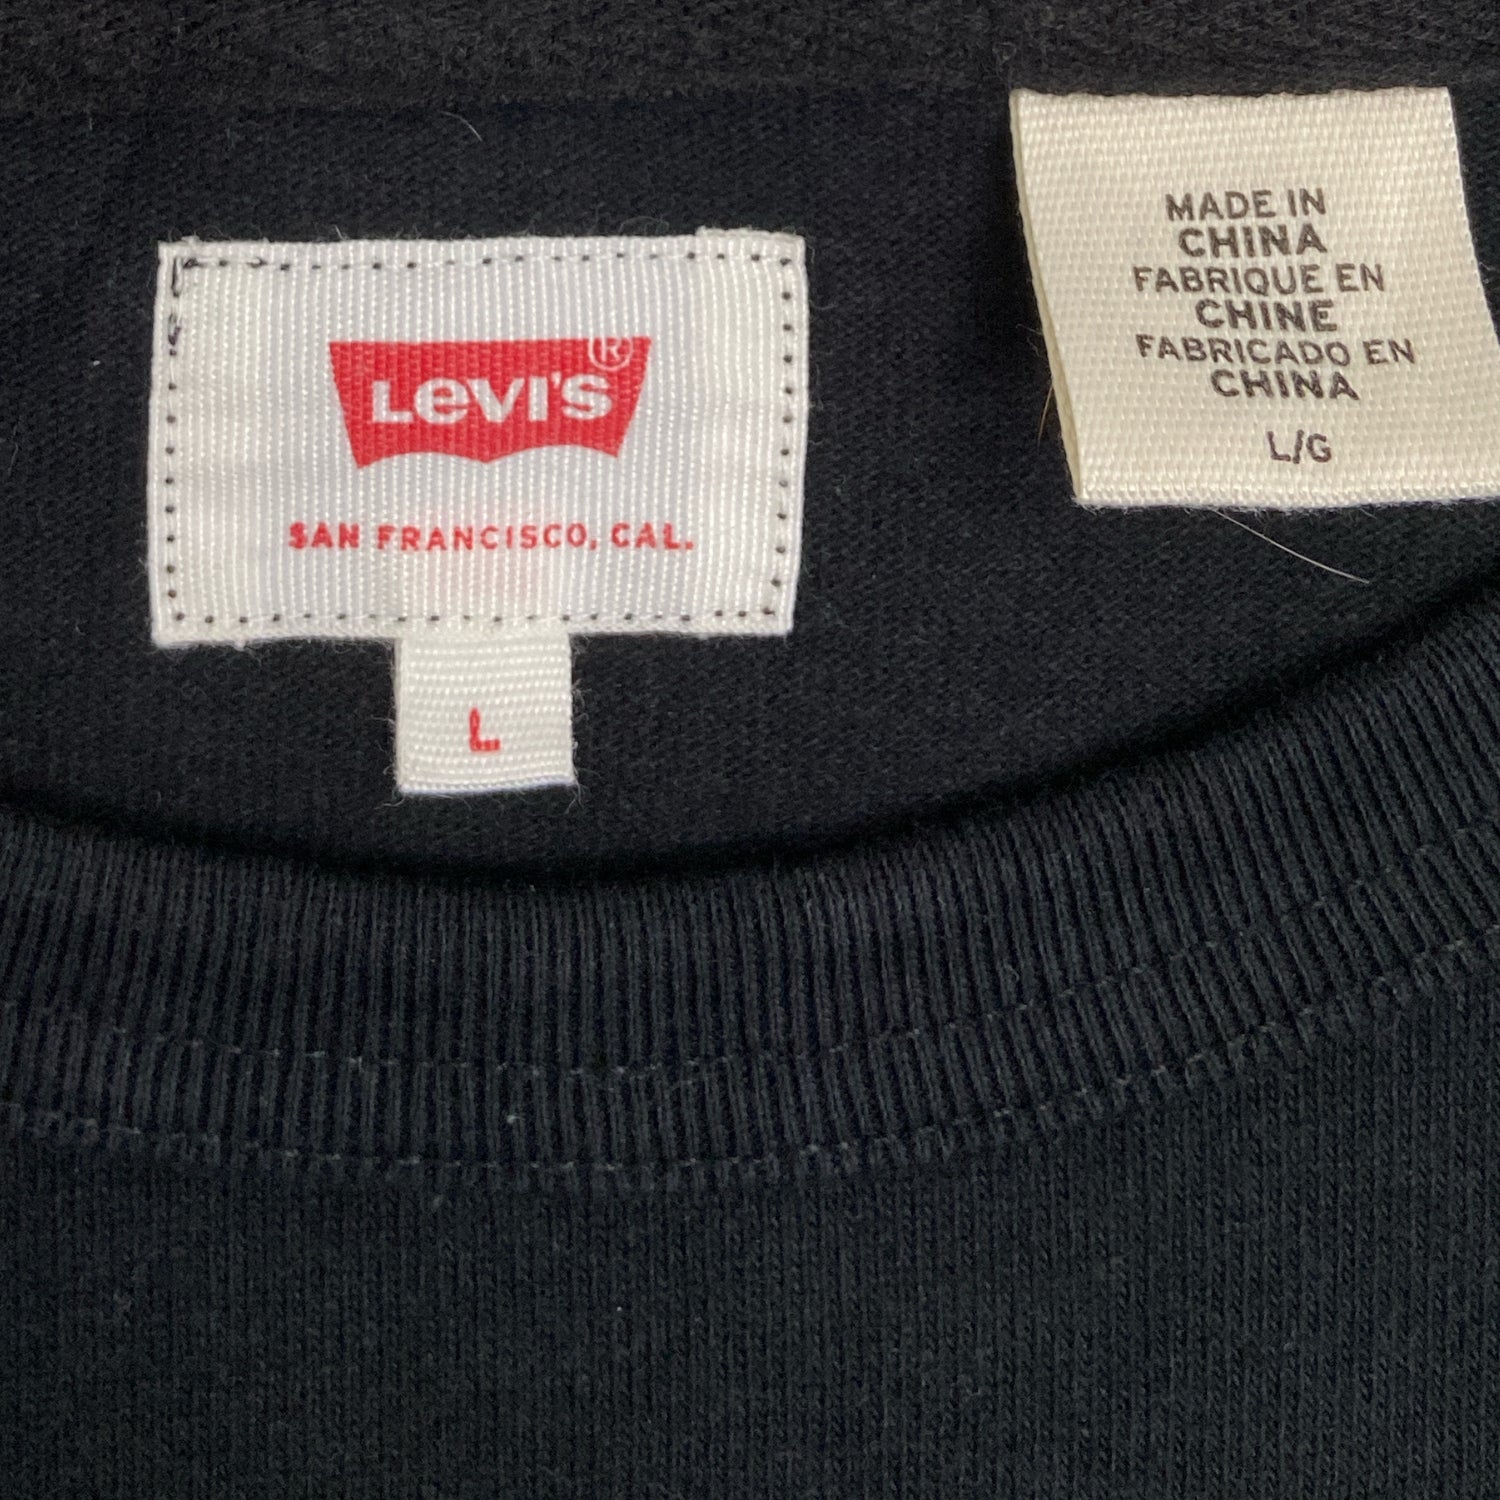 LEVI'S®
SAN FRANCISCO, CAL.
L
MADE IN
CHINA
FABRIQUE EN
CHINE
FABRICADO EN
CHINA
L/G